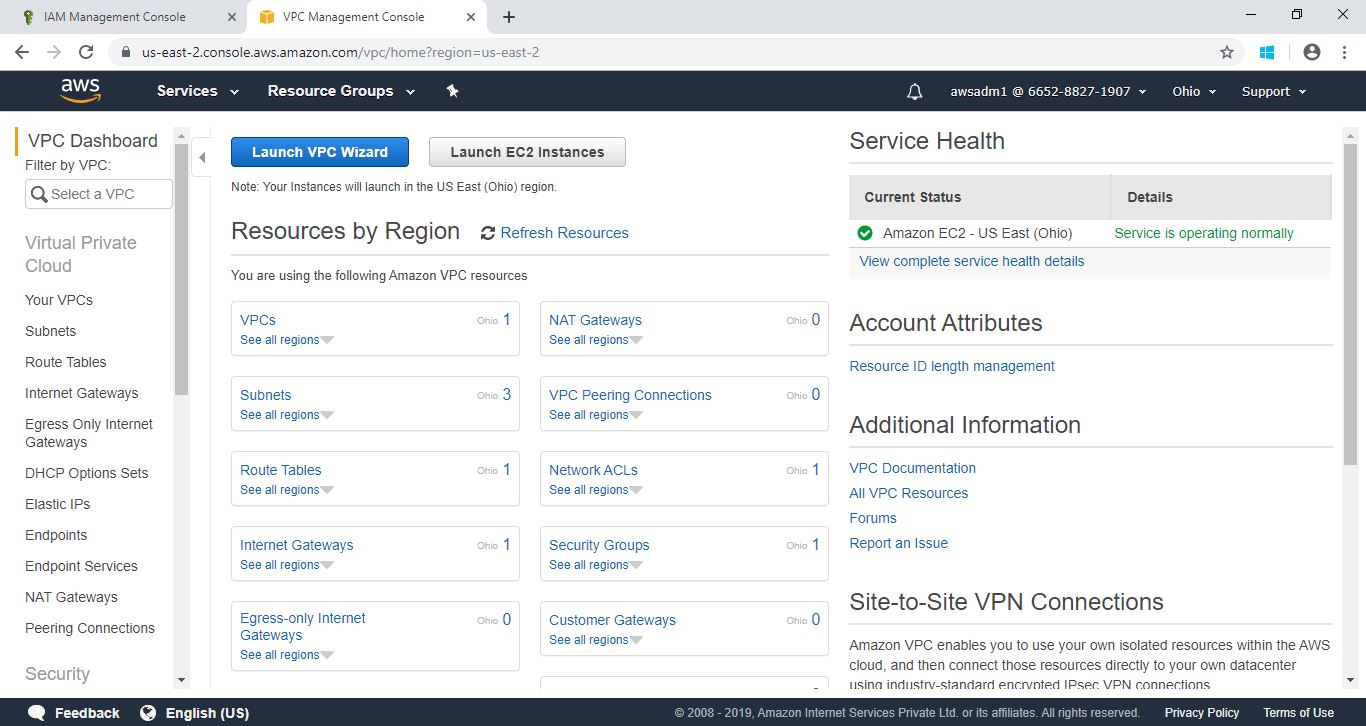 IAM Management Console
VPC Management Console
us-east-2.console.aws.amazon.com/vpc/home?region=us-east-2
aws
Services
Resource Groups
awsadm1 @ 6652-8827-1907
Ohio
Support
VPC Dashboard
Filter by VPC:
Select a VPC
Virtual Private
Cloud
Your VPCs
Subnets
Route Tables
Internet Gateways
Egress Only Internet
Gateways
DHCP Options Sets
Elastic IPs
Endpoints
Endpoint Services
NAT Gateways
Peering Connections
Security
Launch VPC Wizard
Launch EC2 Instances
Note: Your Instances will launch in the US East (Ohio) region.
Resources by Region
Refresh Resources
You are using the following Amazon VPC resources
VPCs Ohio 1
See all regions
NAT Gateways Ohio 0
See all regions
Subnets Ohio 3
See all regions
VPC Peering Connections Ohio 0
See all regions
Route Tables Ohio 1
See all regions
Network ACLs Ohio 1
See all regions
Internet Gateways Ohio 1
See all regions
Security Groups Ohio 1
See all regions
Egress-only Internet Ohio 0
Gateways
See all regions
Customer Gateways Ohio 0
See all regions
Service Health
Current Status Details
Amazon EC2 - US East (Ohio) Service is operating normally
View complete service health details
Account Attributes
Resource ID length management
Additional Information
VPC Documentation
All VPC Resources
Forums
Report an Issue
Site-to-Site VPN Connections
Amazon VPC enables you to use your own isolated resources within the AWS
cloud, and then connect those resources directly to your own datacenter
using industry-standard encrypted IPsec VPN connections
Feedback
English (US)
© 2008 - 2019, Amazon Internet Services Private Ltd. or its affiliates. All rights reserved.
Privacy Policy
Terms of Use